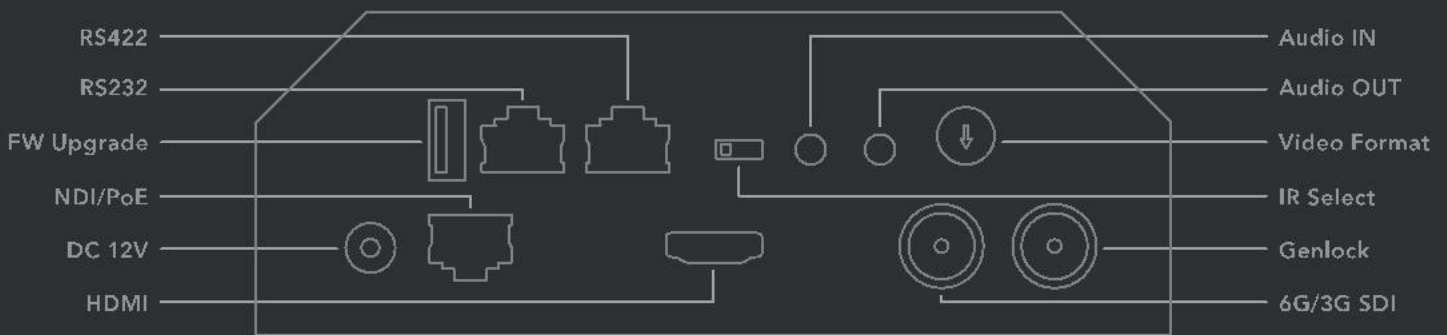 RS422
RS232
FW Upgrade
NDI/PoE
DC 12V
HDMI
Audio IN
Audio OUT
Video Format
IR Select
Genlock
6G/3G SDI